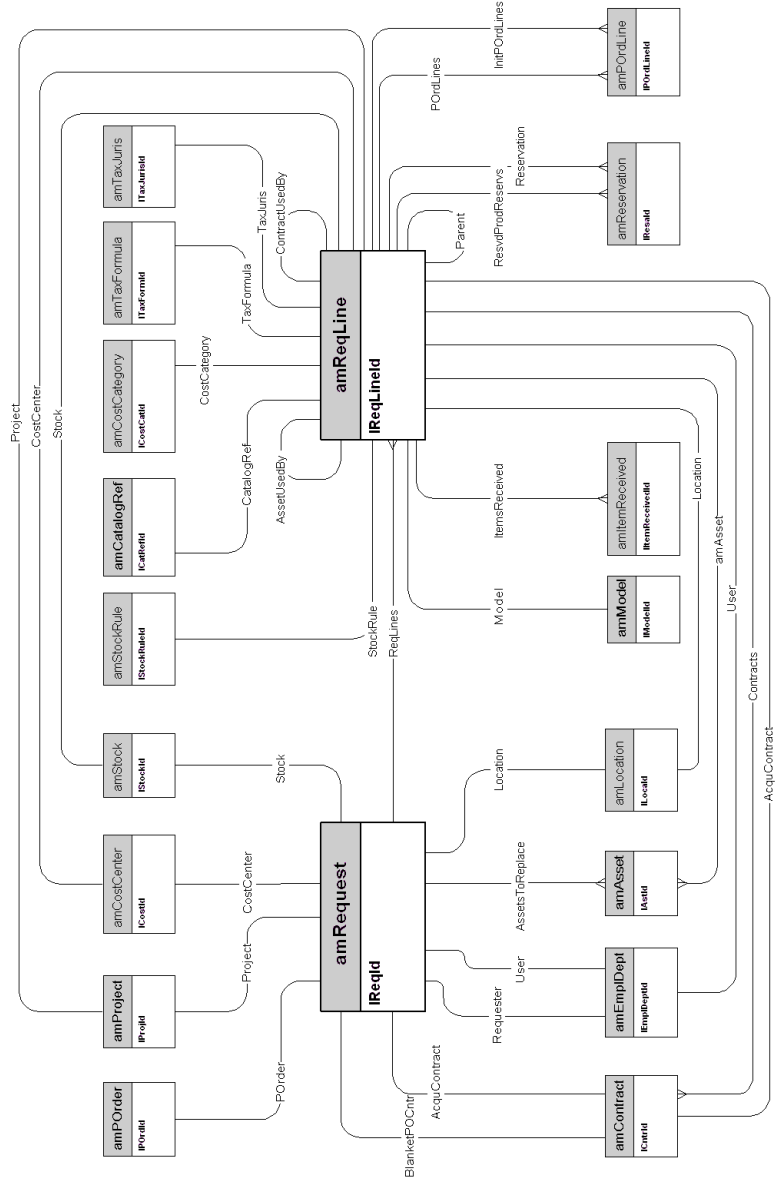 Project
CostCenter
Stock
amPOrder
lPOrdId
amProject
lProjId
amCostCenter
lCostId
amStock
lStockId
amStockRule
lStockRuleId
amCatalogRef
lCatRefId
amCostCategory
lCostCatId
amTaxFormula
lTaxFormId
amTaxJuris
lTaxJurisId
POrder
Project
CostCenter
Stock
CatalogRef
AssetUsedBy
CostCategory
TaxFormula
TaxJuris
ContractUsedBy
amRequest
lReqId
amReqLine
lReqLineId
StockRule
ReqLines
BlanketPOCntr
AcquContract
Requester
User
AssetsToReplace
Location
Model
ItemsReceived
Parent
ResvdProdReservs
Reservation
POrdLines
InitPOrdLines
amContract
lCntrId
amEmplDept
lEmplDeptId
amAsset
lAstId
amLocation
lLocaId
amModel
lModelId
amItemReceived
lItemReceivedId
amReservation
lResaId
amPOrdLine
lPOrdLineId
Location
amAsset
User
Contracts
AcquContract